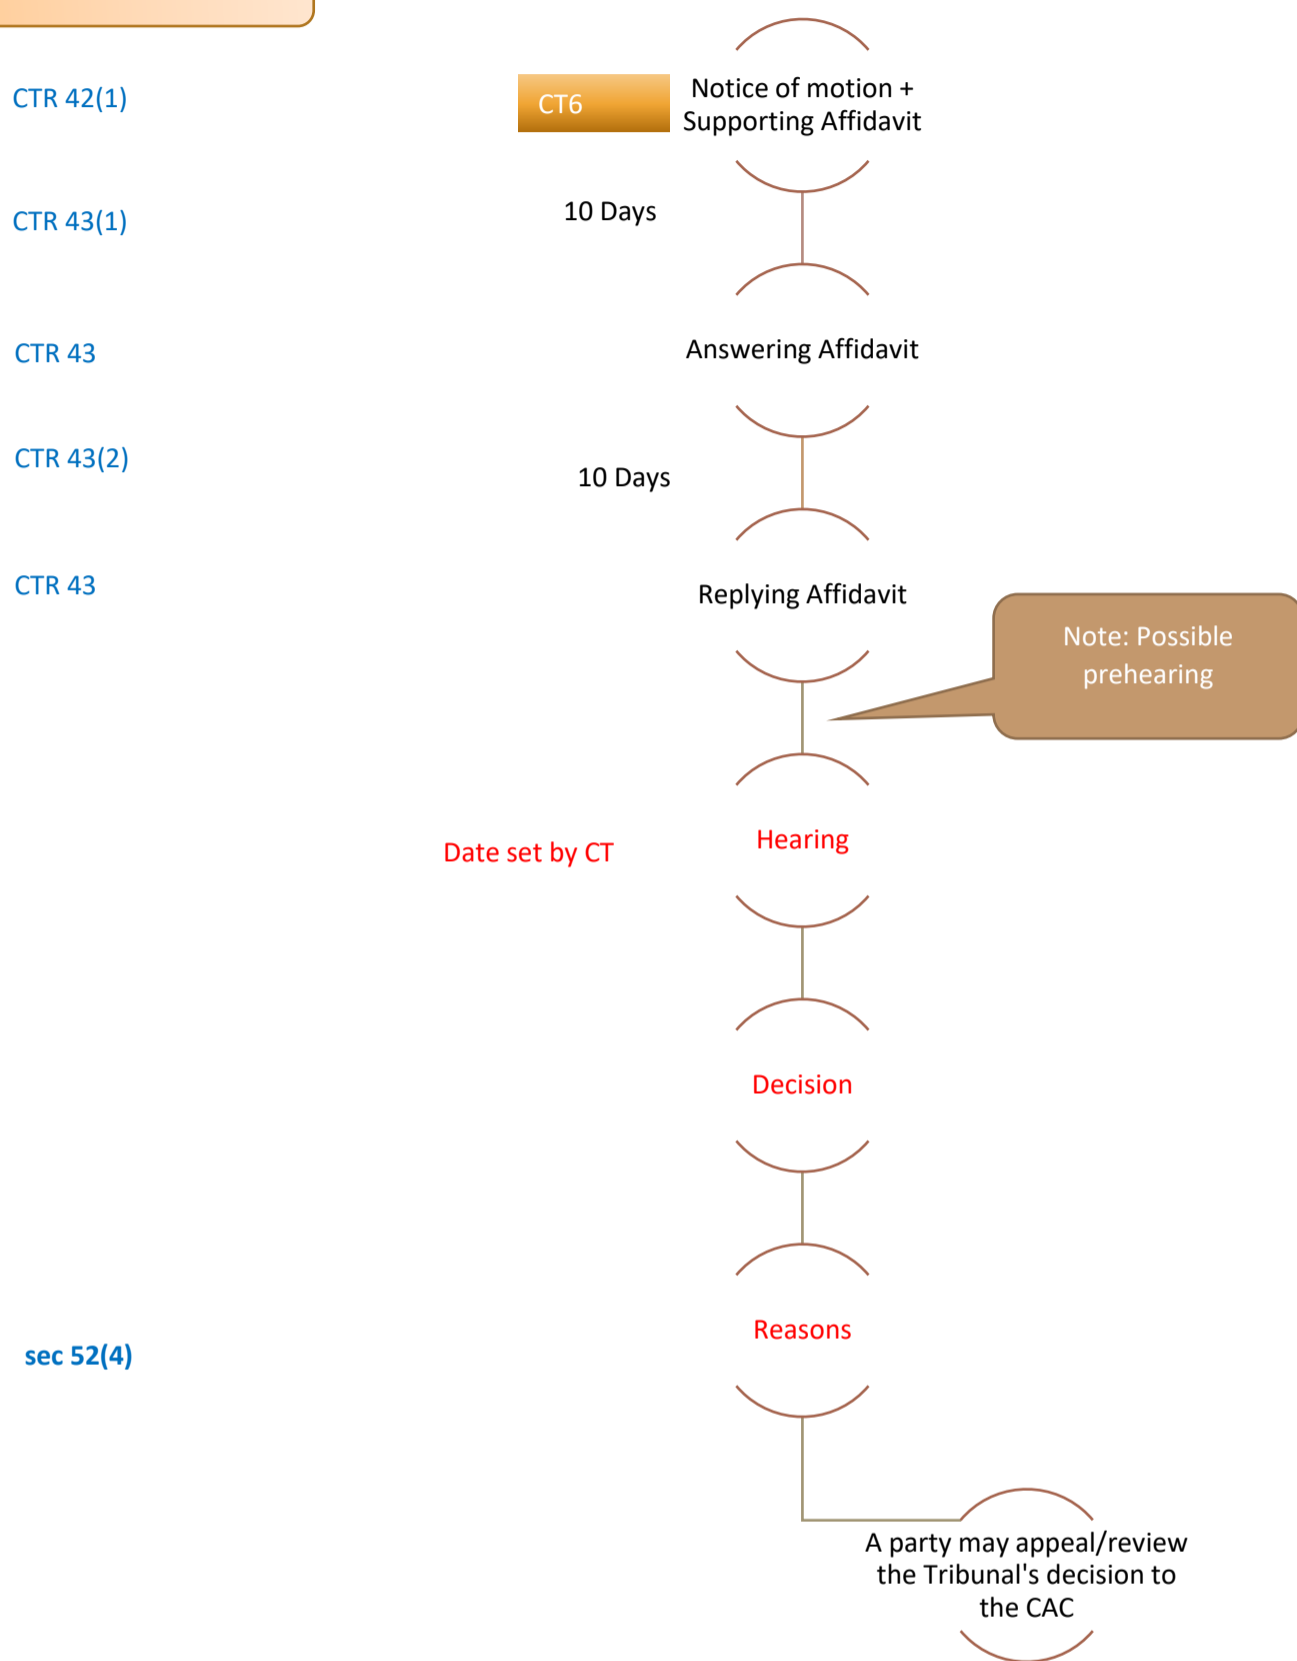 CTR 42(1)
CT6
Notice of motion +
Supporting Affidavit
CTR 43(1)
10 Days
CTR 43
Answering Affidavit
CTR 43(2)
10 Days
CTR 43
Replying Affidavit
Note: Possible
prehearing
Date set by CT
Hearing
Decision
Reasons
sec 52(4)
A party may appeal/review
the Tribunal's decision to
the CAC